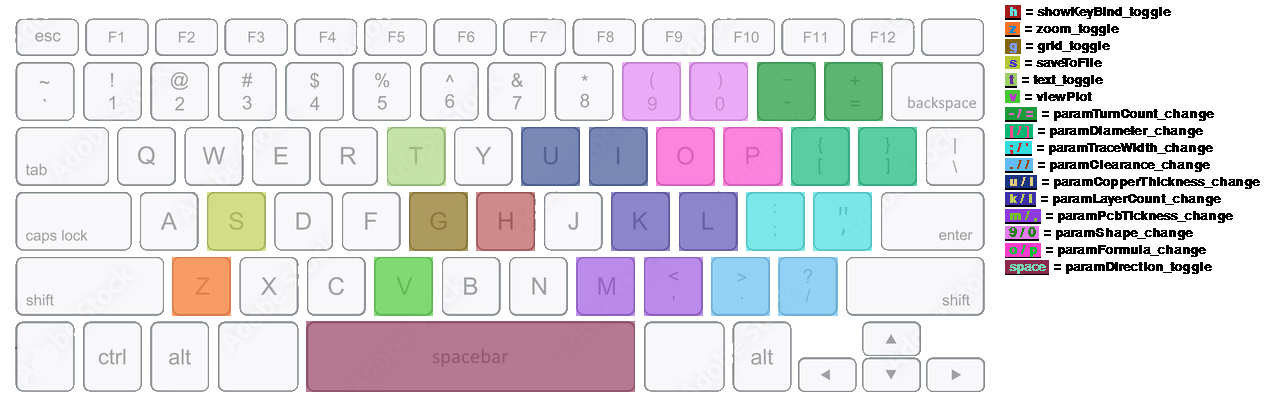 esc F1 F2 F3 F4 F5 F6 F7 F8 F9 F10 F11 F12
~ ! @ # $ % ^ & * ( ) _ +
` 1 2 3 4 5 6 7 8 9 0 - = backspace
tab Q W E R T Y U I O P { [ } ] | \
caps lock A S D F G H J K L : ; " , enter
shift Z X C V B N M < , > . ? / shift
ctrl alt spacebar alt ▲ ◄ ▼ ►
h = showKeyBind_toggle
z = zoom_toggle
g = grid_toggle
s = saveToFile
t = text_toggle
v = viewPlot
- / = = paramTurnCount_change
[ / ] = paramDiameter_change
; / ' = paramTraceWidth_change
. / / = paramClearance_change
u / i = paramCopperThickness_change
k / l = paramLayerCount_change
m / , = paramPcbTickness_change
9 / 0 = paramShape_change
o / p = paramFormula_change
space = paramDirection_toggle